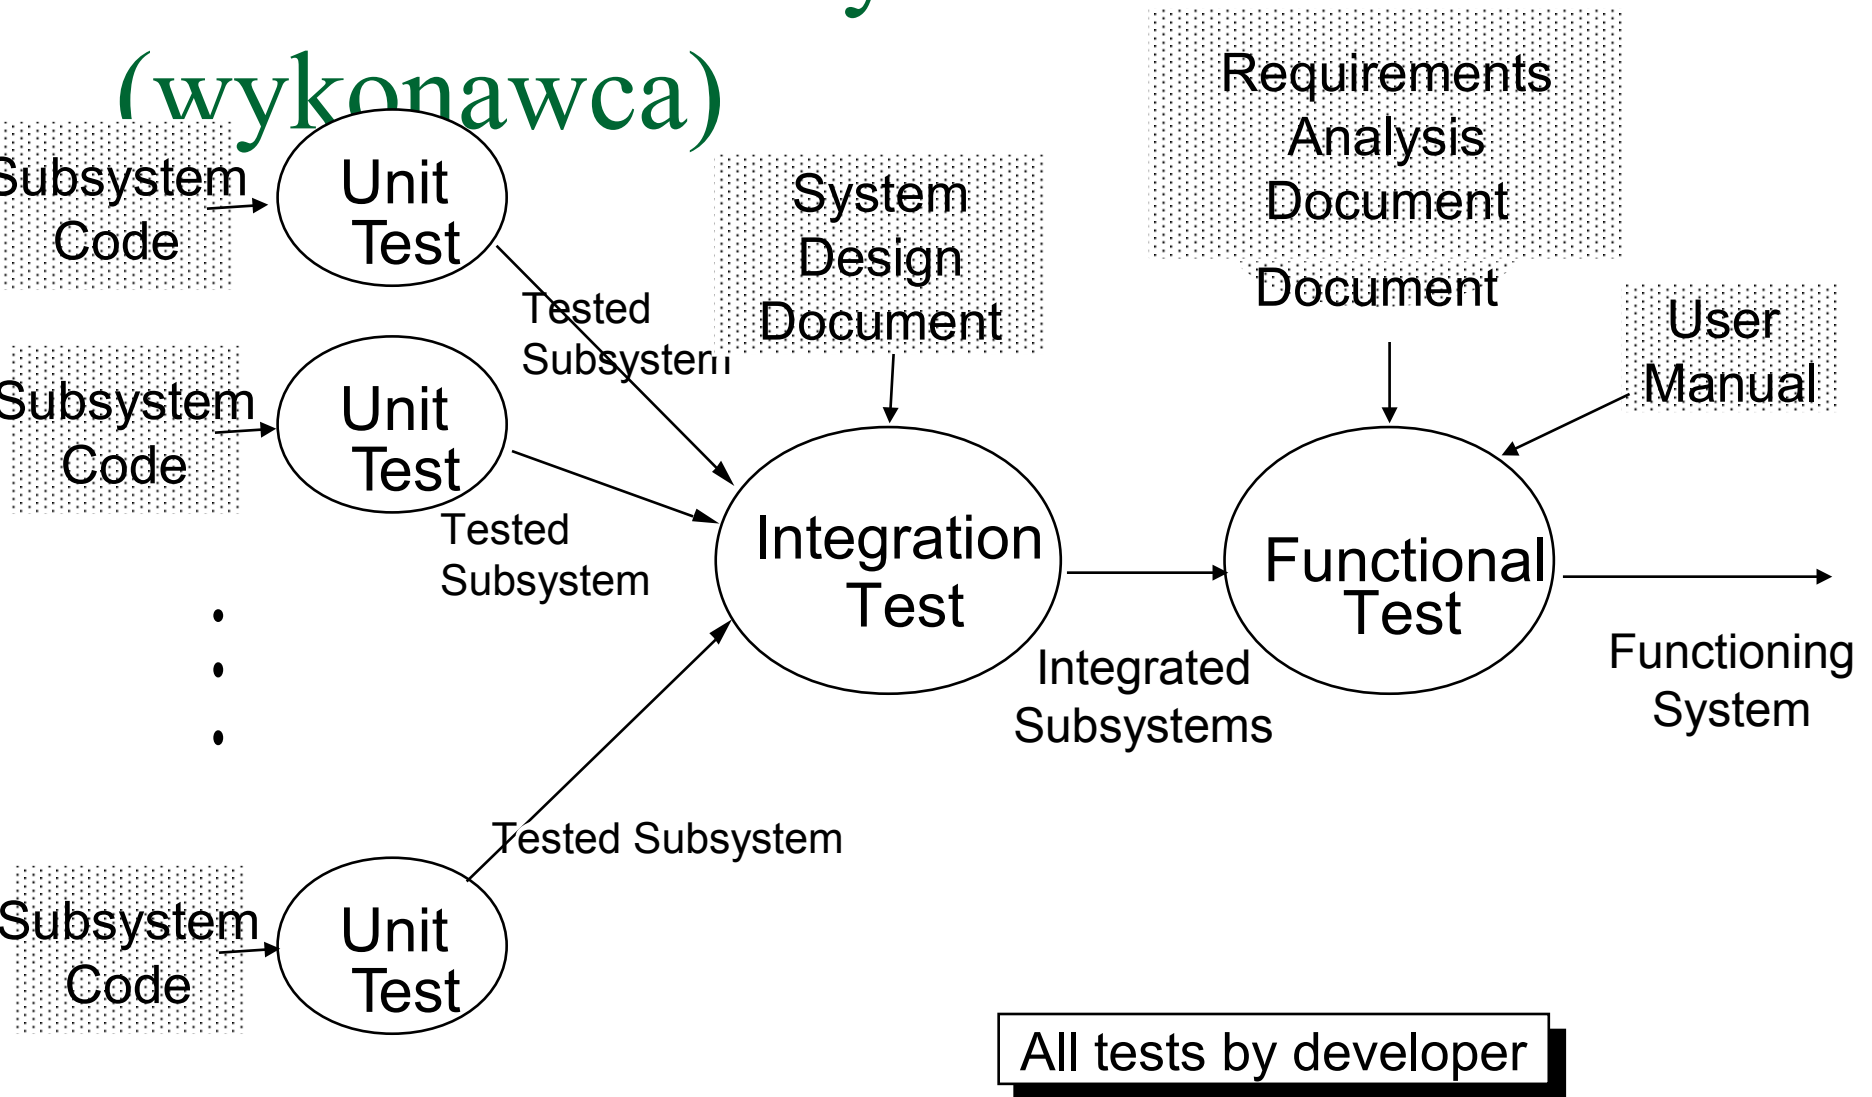 (wykonawca)
Subsystem
Code
Unit
Test
System
Design
Document
Requirements
Analysis
Document
Document
User
Manual
Tested
Subsystem
Subsystem
Code
Unit
Test
Tested
Subsystem
Integration
Test
Functional
Test
Integrated
Subsystems
Functioning
System
Tested Subsystem
Subsystem
Code
Unit
Test
All tests by developer